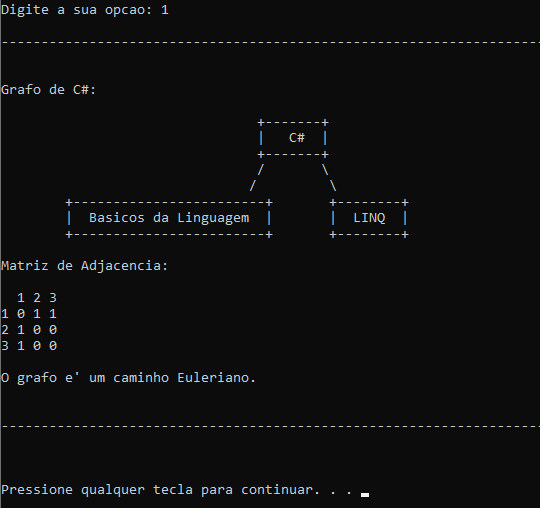 Digite a sua opcao: 1
--------------------------------------------------------------------
Grafo de C#:
+-------+
|   C#  |
+-------+
/       \
/         \
+------------------------+       +--------+
|  Basicos da Linguagem  |       |  LINQ  |
+------------------------+       +--------+
Matriz de Adjacencia:
  1 2 3
1 0 1 1
2 1 0 0
3 1 0 0
O grafo e' um caminho Euleriano.
--------------------------------------------------------------------
Pressione qualquer tecla para continuar. . .